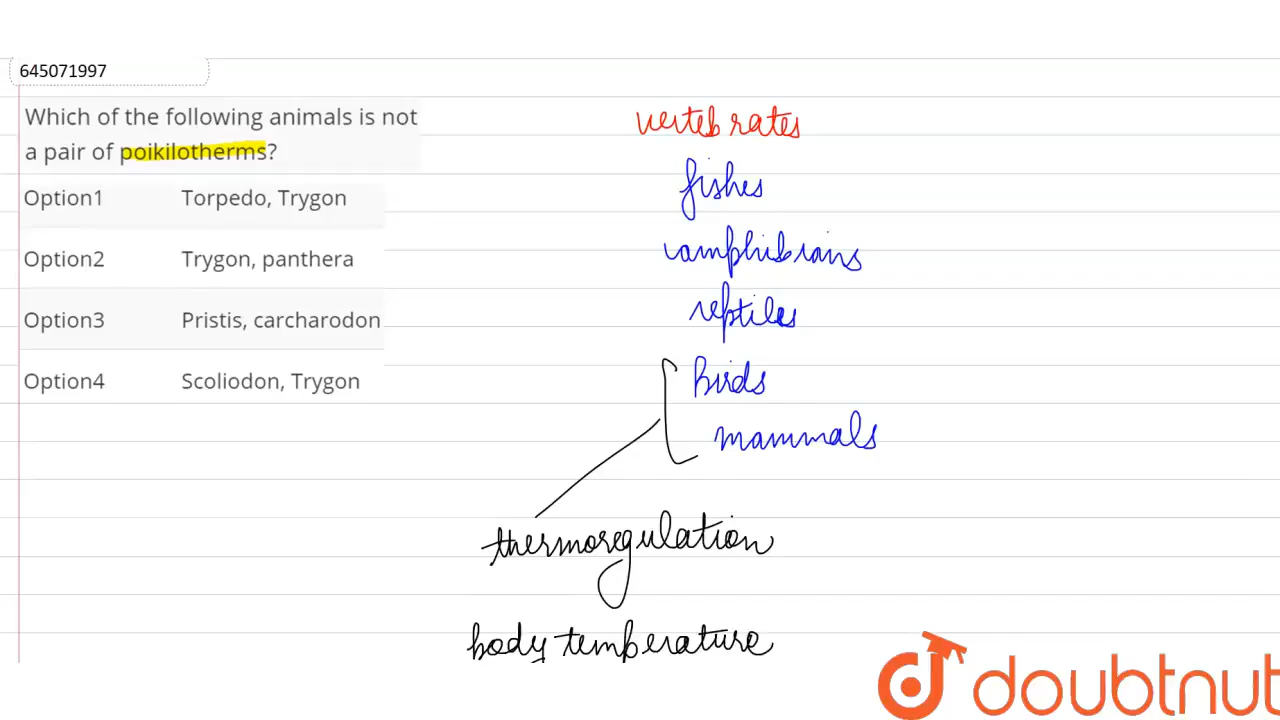 645071997
Which of the following animals is not
a pair of poikilotherms?
Option1 Torpedo, Trygon
Option2 Trygon, panthera
Option3 Pristis, carcharodon
Option4 Scoliodon, Trygon
vertebrates
fishes
amphibians
reptiles
Birds
mammals
thermoregulation
body temperature
doubtnut